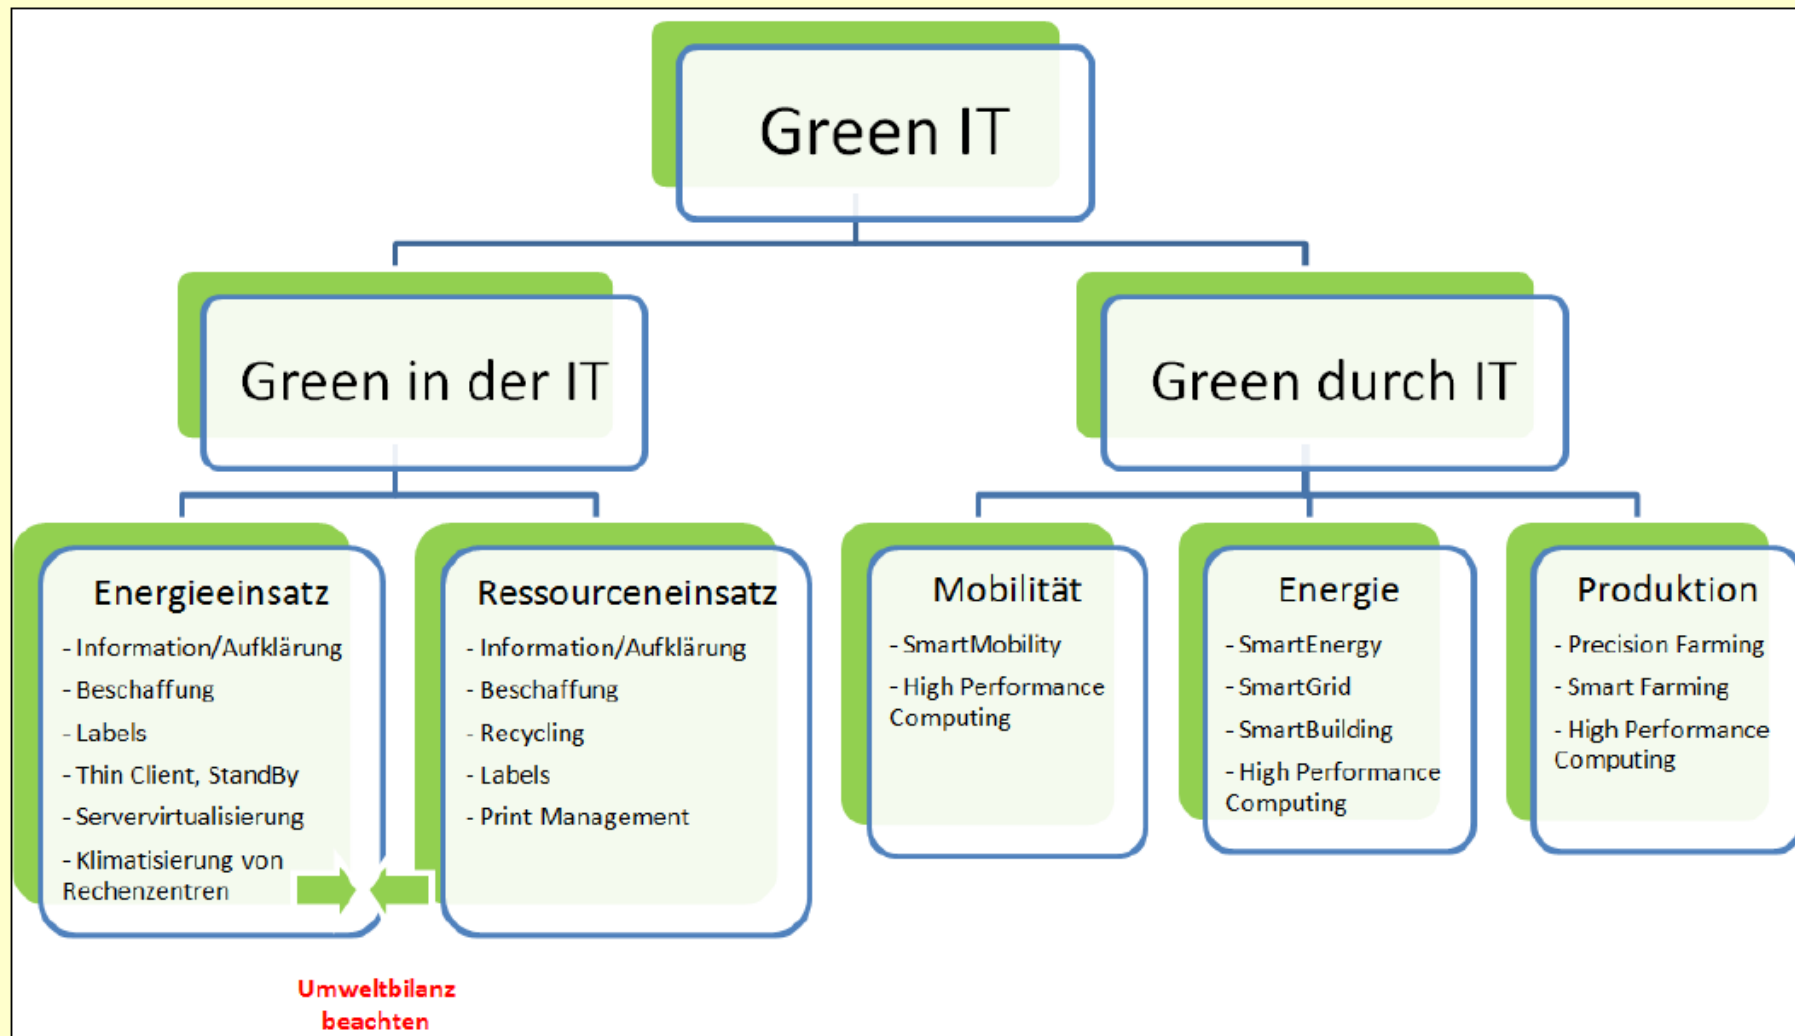 Green IT
Green in der IT
Green durch IT
Energieeinsatz
- Information/Aufklärung
- Beschaffung
- Labels
- Thin Client, StandBy
- Servervirtualisierung
- Klimatisierung von
Rechenzentren
Ressourceneinsatz
- Information/Aufklärung
- Beschaffung
- Recycling
- Labels
- Print Management
Umweltbilanz
beachten
Mobilität
- SmartMobility
- High Performance
Computing
Energie
- SmartEnergy
- SmartGrid
- SmartBuilding
- High Performance
Computing
Produktion
- Precision Farming
- Smart Farming
- High Performance
Computing